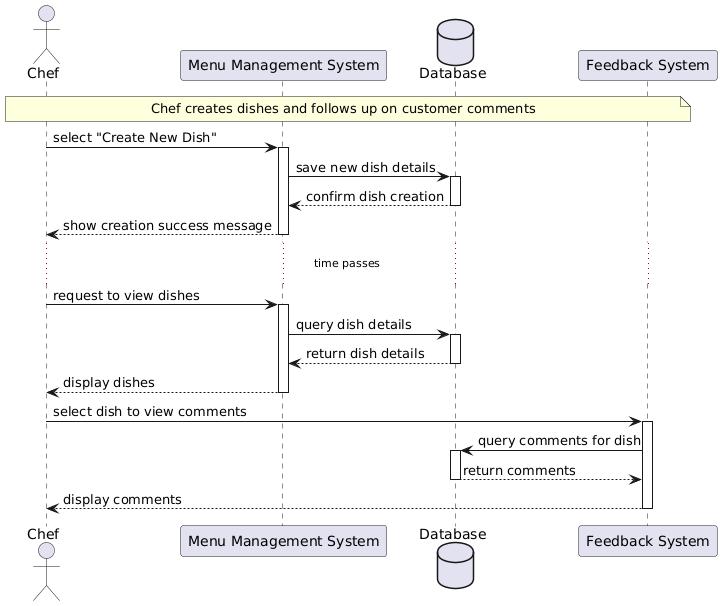 Chef
Menu Management System
Database
Feedback System
Chef creates dishes and follows up on customer comments
select "Create New Dish"
save new dish details
confirm dish creation
show creation success message
time passes
request to view dishes
query dish details
return dish details
display dishes
select dish to view comments
query comments for dish
return comments
display comments
Chef
Menu Management System
Database
Feedback System